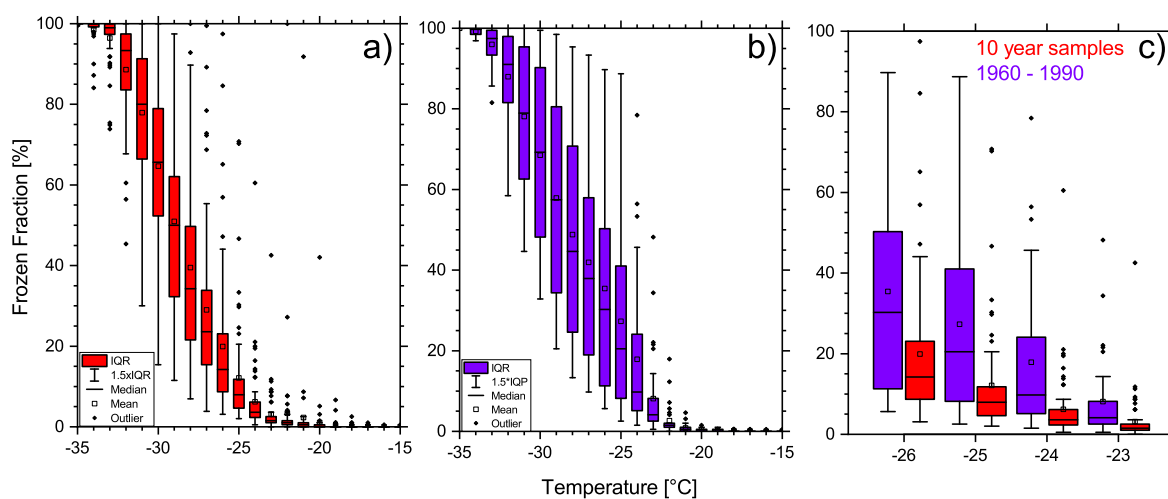 a)
b)
c)
10 year samples
1960 - 1990
Frozen Fraction [%]
100
80
60
40
20
0
-35
-30
-25
-20
-15
IQR
1.5xIQR
Median
Mean
Outlier
100
80
60
40
20
0
-35
-30
-25
-20
-15
IQR
1.5*IQP
Median
Mean
Outlier
100
80
60
40
20
0
-26
-25
-24
-23
Temperature [°C]